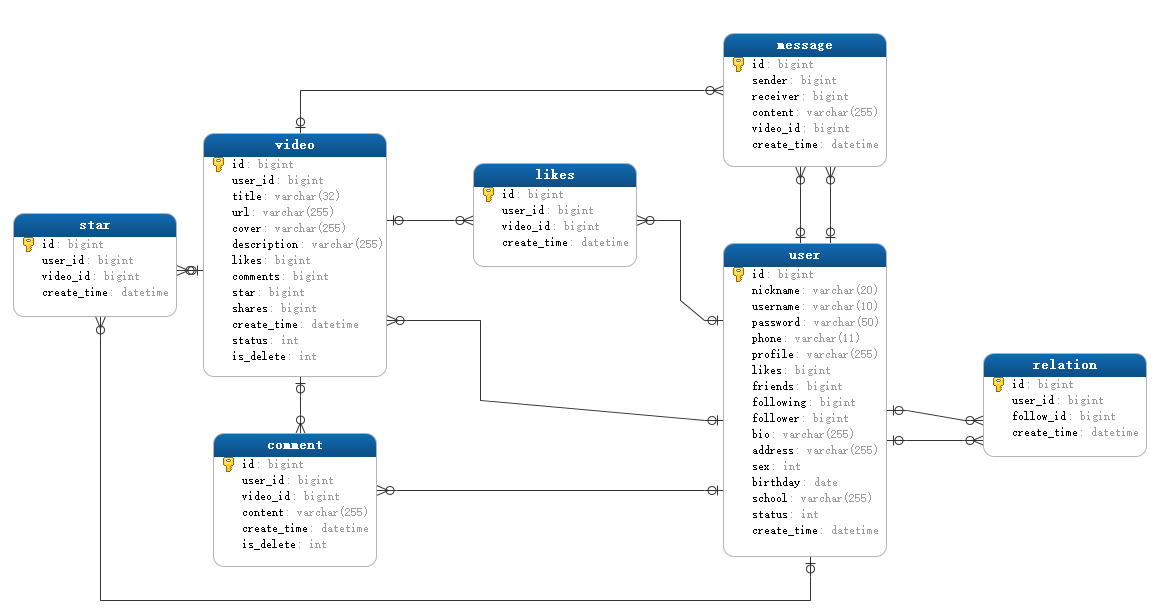 message
id: bigint
sender: bigint
receiver: bigint
content: varchar(255)
video_id: bigint
create_time: datetime
video
id: bigint
user_id: bigint
title: varchar(32)
url: varchar(255)
cover: varchar(255)
description: varchar(255)
likes: bigint
comments: bigint
star: bigint
shares: bigint
create_time: datetime
status: int
is_delete: int
likes
id: bigint
user_id: bigint
video_id: bigint
create_time: datetime
star
id: bigint
user_id: bigint
video_id: bigint
create_time: datetime
user
id: bigint
nickname: varchar(20)
username: varchar(10)
password: varchar(50)
phone: varchar(11)
profile: varchar(255)
likes: bigint
friends: bigint
following: bigint
follower: bigint
bio: varchar(255)
address: varchar(255)
sex: int
birthday: date
school: varchar(255)
status: int
create_time: datetime
relation
id: bigint
user_id: bigint
follow_id: bigint
create_time: datetime
comment
id: bigint
user_id: bigint
video_id: bigint
content: varchar(255)
create_time: datetime
is_delete: int